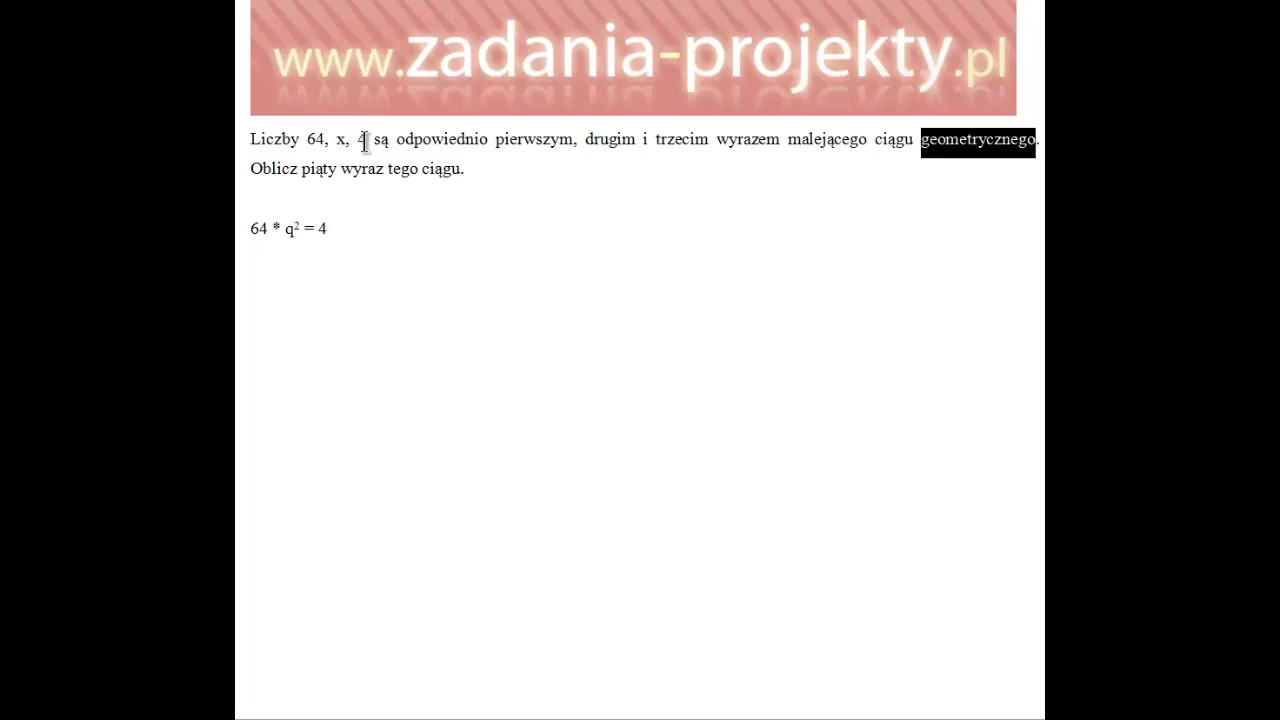 www.zadania-projekty.pl
Liczby 64, x, 4 są odpowiednio pierwszym, drugim i trzecim wyrazem malejącego ciągu geometrycznego.
Oblicz piąty wyraz tego ciągu.
64 * q² = 4